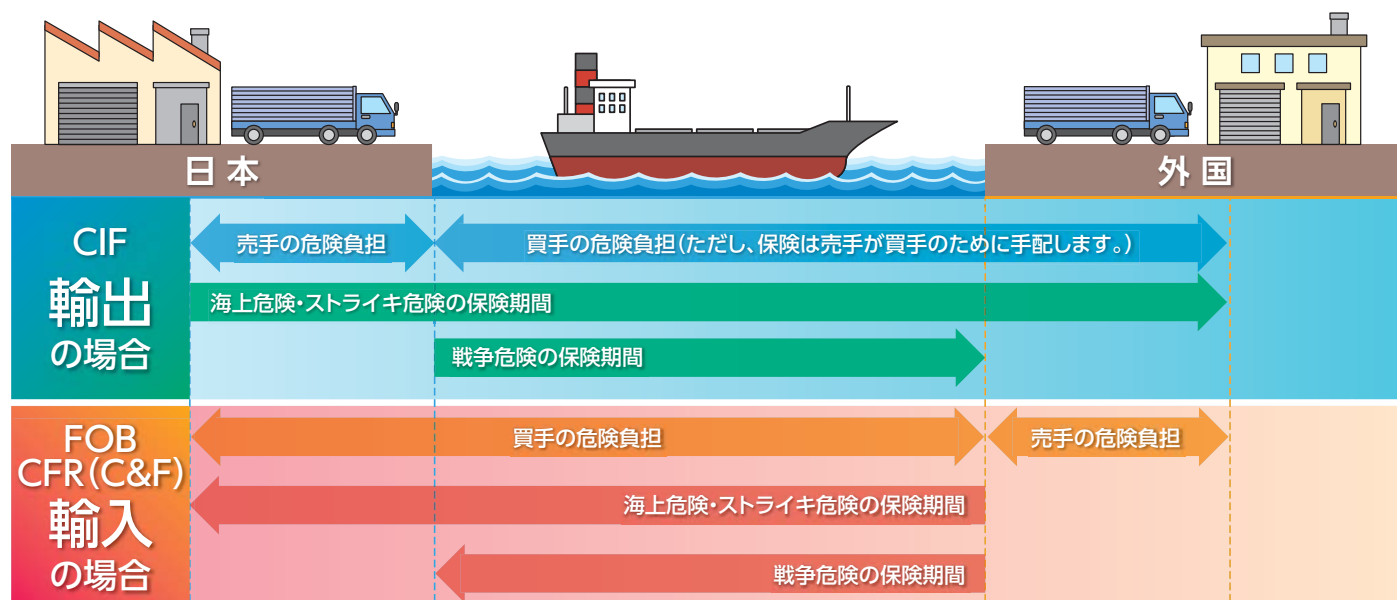 日本
外国
CIF
輸出
の場合
売手の危険負担
買手の危険負担(ただし、保険は売手が買手のために手配します。)
海上危険・ストライキ危険の保険期間
戦争危険の保険期間
FOB
CFR(C&F)
輸入
の場合
買手の危険負担
売手の危険負担
海上危険・ストライキ危険の保険期間
戦争危険の保険期間